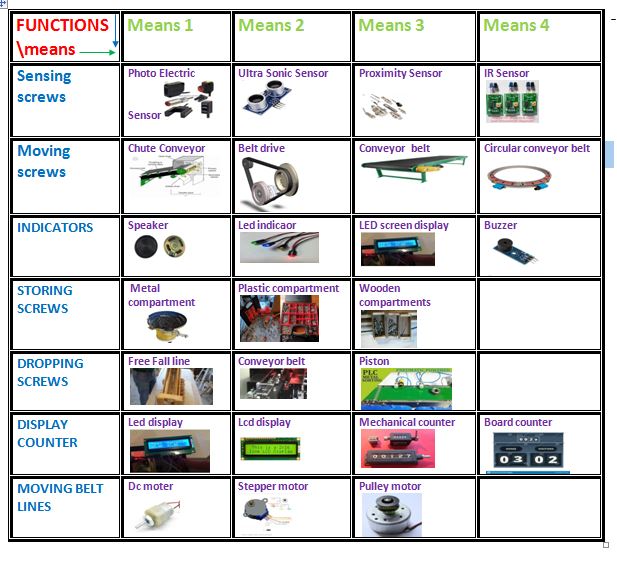 FUNCTIONS
\means
Means 1
Means 2
Means 3
Means 4
Sensing
screws
Photo Electric
Sensor
Ultra Sonic Sensor
Proximity Sensor
IR Sensor
Moving
screws
Chute Conveyor
Belt drive
Conveyor belt
Circular conveyor belt
INDICATORS
Speaker
Led indicaor
LED screen display
Buzzer
STORING
SCREWS
Metal
compartment
Plastic compartment
Wooden
compartments
DROPPING
SCREWS
Free Fall line
Conveyor belt
Piston
PLC
DISPLAY
COUNTER
Led display
Lcd display
Mechanical counter
00127
Board counter
03 02
MOVING BELT
LINES
Dc moter
Stepper motor
Pulley motor